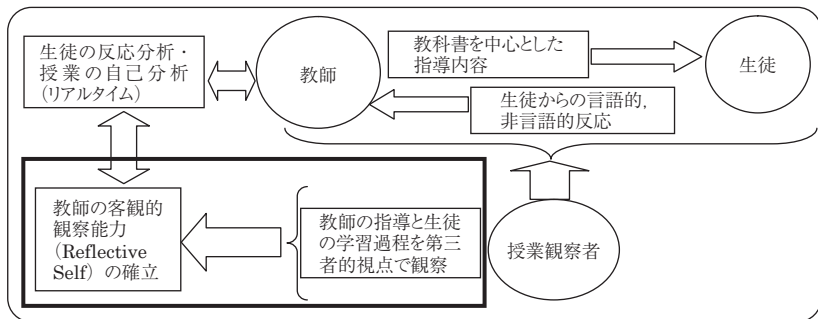 生徒の反応分析・
授業の自己分析
(リアルタイム)
教師
教科書を中心とした
指導内容
生徒
生徒からの言語的,
非言語的反応
教師の客観的
観察能力
(Reflective
Self) の確立
教師の指導と生徒
の学習過程を第三
者的視点で観察
授業観察者